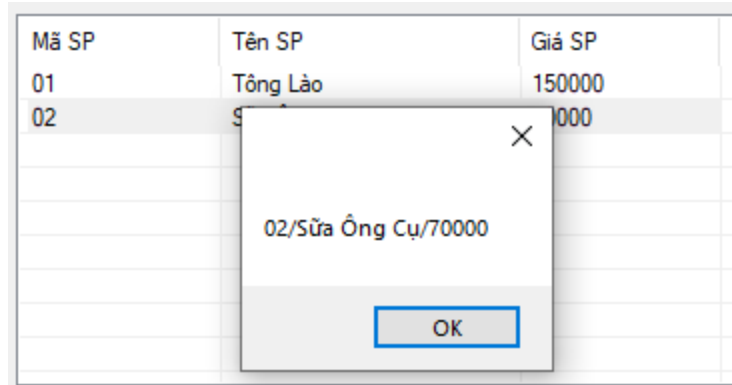 Mã SP Tên SP Giá SP
01 Tông Lào 150000
02
02/Sữa Ông Cụ/70000
OK